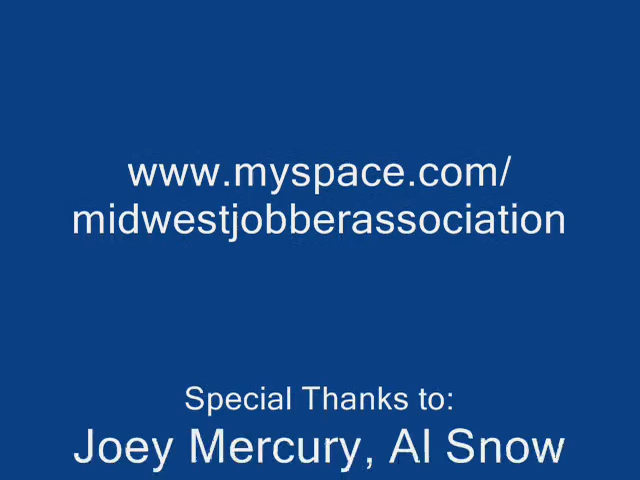 www.myspace.com/
midwestjobberassociation
Special Thanks to:
Joey Mercury, Al Snow